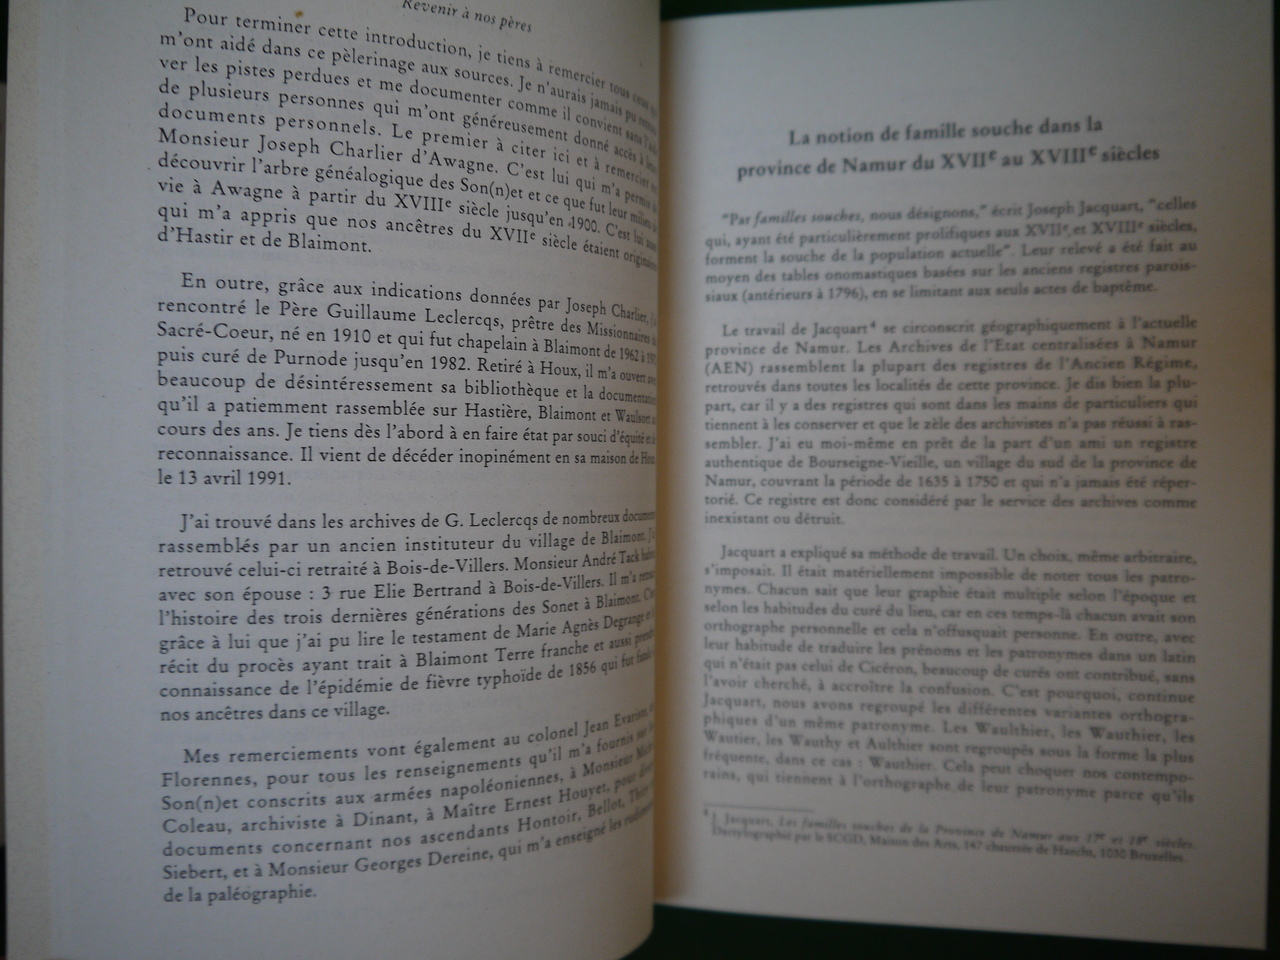 Revenir à nos pères
Pour terminer cette introduction, je tiens à remercier tous ceux
m'ont aidé dans ce pèlerinage aux sources. Je n'aurais jamais pu
ver les pistes perdues et me documenter comme il convient sans
de plusieurs personnes qui m'ont généreusement donné accès à
documents personnels. Le premier à citer ici et à remercier
Monsieur Joseph Charlier d'Awagne. C'est lui qui m'a permis
découvrir l'arbre généalogique des Son(n)et et ce que fut leur milieu
vie à Awagne à partir du XVIIIe siècle jusqu'en 1900. C'est lui
qui m'a appris que nos ancêtres du XVIIe siècle étaient
d'Hastir et de Blaimont.
En outre, grâce aux indications données par Joseph Charlier,
rencontré le Père Guillaume Leclercqs, prêtre des Missionnaires
Sacré-Coeur, né en 1910 et qui fut chapelain à Blaimont de 1962 à
puis curé de Purnode jusqu'en 1982. Retiré à Houx, il m'a ouvert
beaucoup de désintéressement sa bibliothèque et la documentation
qu'il a patiemment rassemblée sur Hastière, Blaimont et Waulsort
cours des ans. Je tiens dès l'abord à en faire état par souci d'équité et
reconnaissance. Il vient de décéder inopinément en sa maison de Houx
le 13 avril 1991.
J'ai trouvé dans les archives de G. Leclercqs de nombreux
rassemblés par un ancien instituteur du village de Blaimont. J'ai
retrouvé celui-ci retraité à Bois-de-Villers. Monsieur André Tack
avec son épouse : 3 rue Elie Bertrand à Bois-de-Villers. Il m'a
l'histoire des trois dernières générations des Sonet à Blaimont. C'est
grâce à lui que j'ai pu lire le testament de Marie Agnès Degrange
récit du procès ayant trait à Blaimont Terre franche et aussi
connaissance de l'épidémie de fièvre typhoïde de 1856 qui fut
nos ancêtres dans ce village.
Mes remerciements vont également au colonel Jean Evariste,
Florennes, pour tous les renseignements qu'il m'a fournis sur
Son(n)et conscrits aux armées napoléoniennes, à Monsieur
Coleau, archiviste à Dinant, à Maître Ernest Houyet, pour
documents concernant nos ascendants Hontoir, Bellot,
Siebert, et à Monsieur Georges Dereine, qui m'a enseigné les
de la paléographie.
La notion de famille souche dans la
province de Namur du XVIIe au XVIIIe siècles
"Par familles souches, nous désignons," écrit Joseph Jacquart, "celles
qui, ayant été particulièrement prolifiques aux XVIIe et XVIIIe siècles,
forment la souche de la population actuelle". Leur relevé a été fait au
moyen des tables onomastiques basées sur les anciens registres parois-
siaux (antérieurs à 1796), en se limitant aux seuls actes de baptême.
Le travail de Jacquart4 se circonscrit géographiquement à l'actuelle
province de Namur. Les Archives de l'Etat centralisées à Namur
(AEN) rassemblent la plupart des registres de l'Ancien Régime,
retrouvés dans toutes les localités de cette province. Je dis bien la plu-
part, car il y a des registres qui sont dans les mains de particuliers qui
tiennent à les conserver et que le zèle des archivistes n'a pas réussi à ras-
sembler. J'ai eu moi-même en prêt de la part d'un ami un registre
authentique de Bourseigne-Vieille, un village du sud de la province de
Namur, couvrant la période de 1635 à 1750 et qui n'a jamais été réper-
torié. Ce registre est donc considéré par le service des archives comme
inexistant ou détruit.
Jacquart a expliqué sa méthode de travail. Un choix, même arbitraire,
s'imposait. Il était matériellement impossible de noter tous les patro-
nymes. Chacun sait que leur graphie était multiple selon l'époque et
selon les habitudes du curé du lieu, car en ces temps-là chacun avait son
orthographe personnelle et cela n'offusquait personne. En outre, avec
leur habitude de traduire les prénoms et les patronymes dans un latin
qui n'était pas celui de Cicéron, beaucoup de curés ont contribué, sans
l'avoir cherché, à accroître la confusion. C'est pourquoi, continue
Jacquart, nous avons regroupé les différentes variantes orthogra-
phiques d'un même patronyme. Les Waulthier, les Wauthier, les
Wautier, les Wauthy et Aulthier sont regroupés sous la forme la plus
fréquente, dans ce cas : Wauthier. Cela peut choquer nos contempo-
rains, qui tiennent à l'orthographe de leur patronyme parce qu'ils
4 J. Jacquart, Les familles souches de la Province de Namur aux 17e et 18e siècles.
Dactylographié par le SCGD, Maison des Arts, 147 chaussée de Haecht, 1030 Bruxelles.